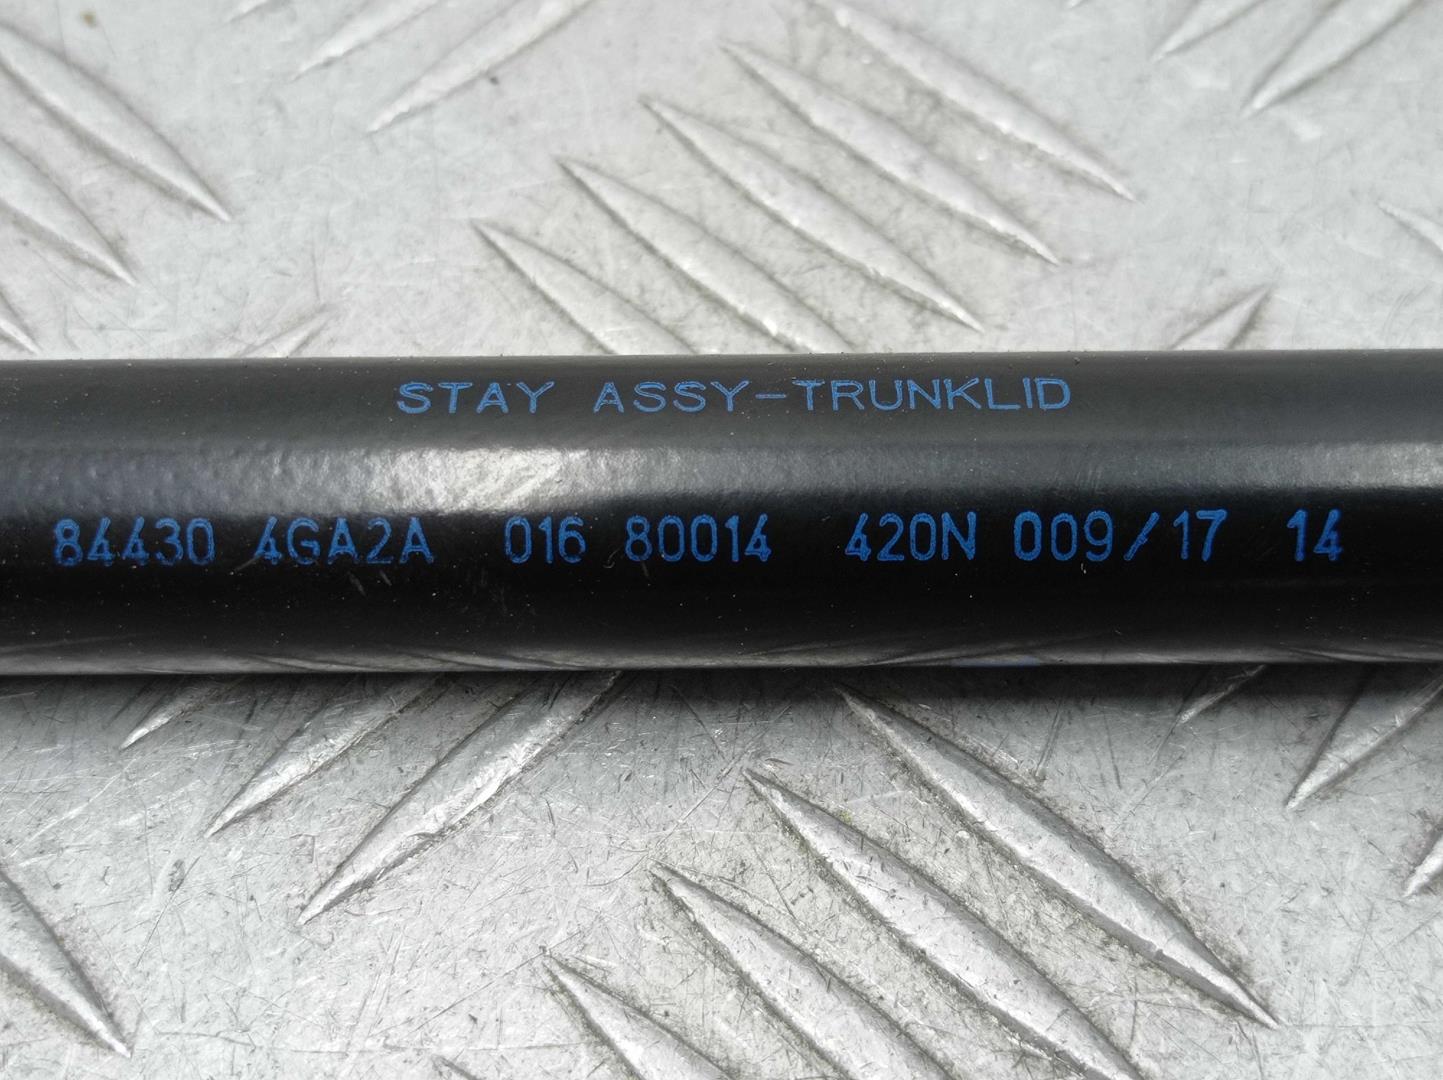 STAY ASSY-TRUNKLID
84430 4GA2A 016 80014 420N 009/17 14